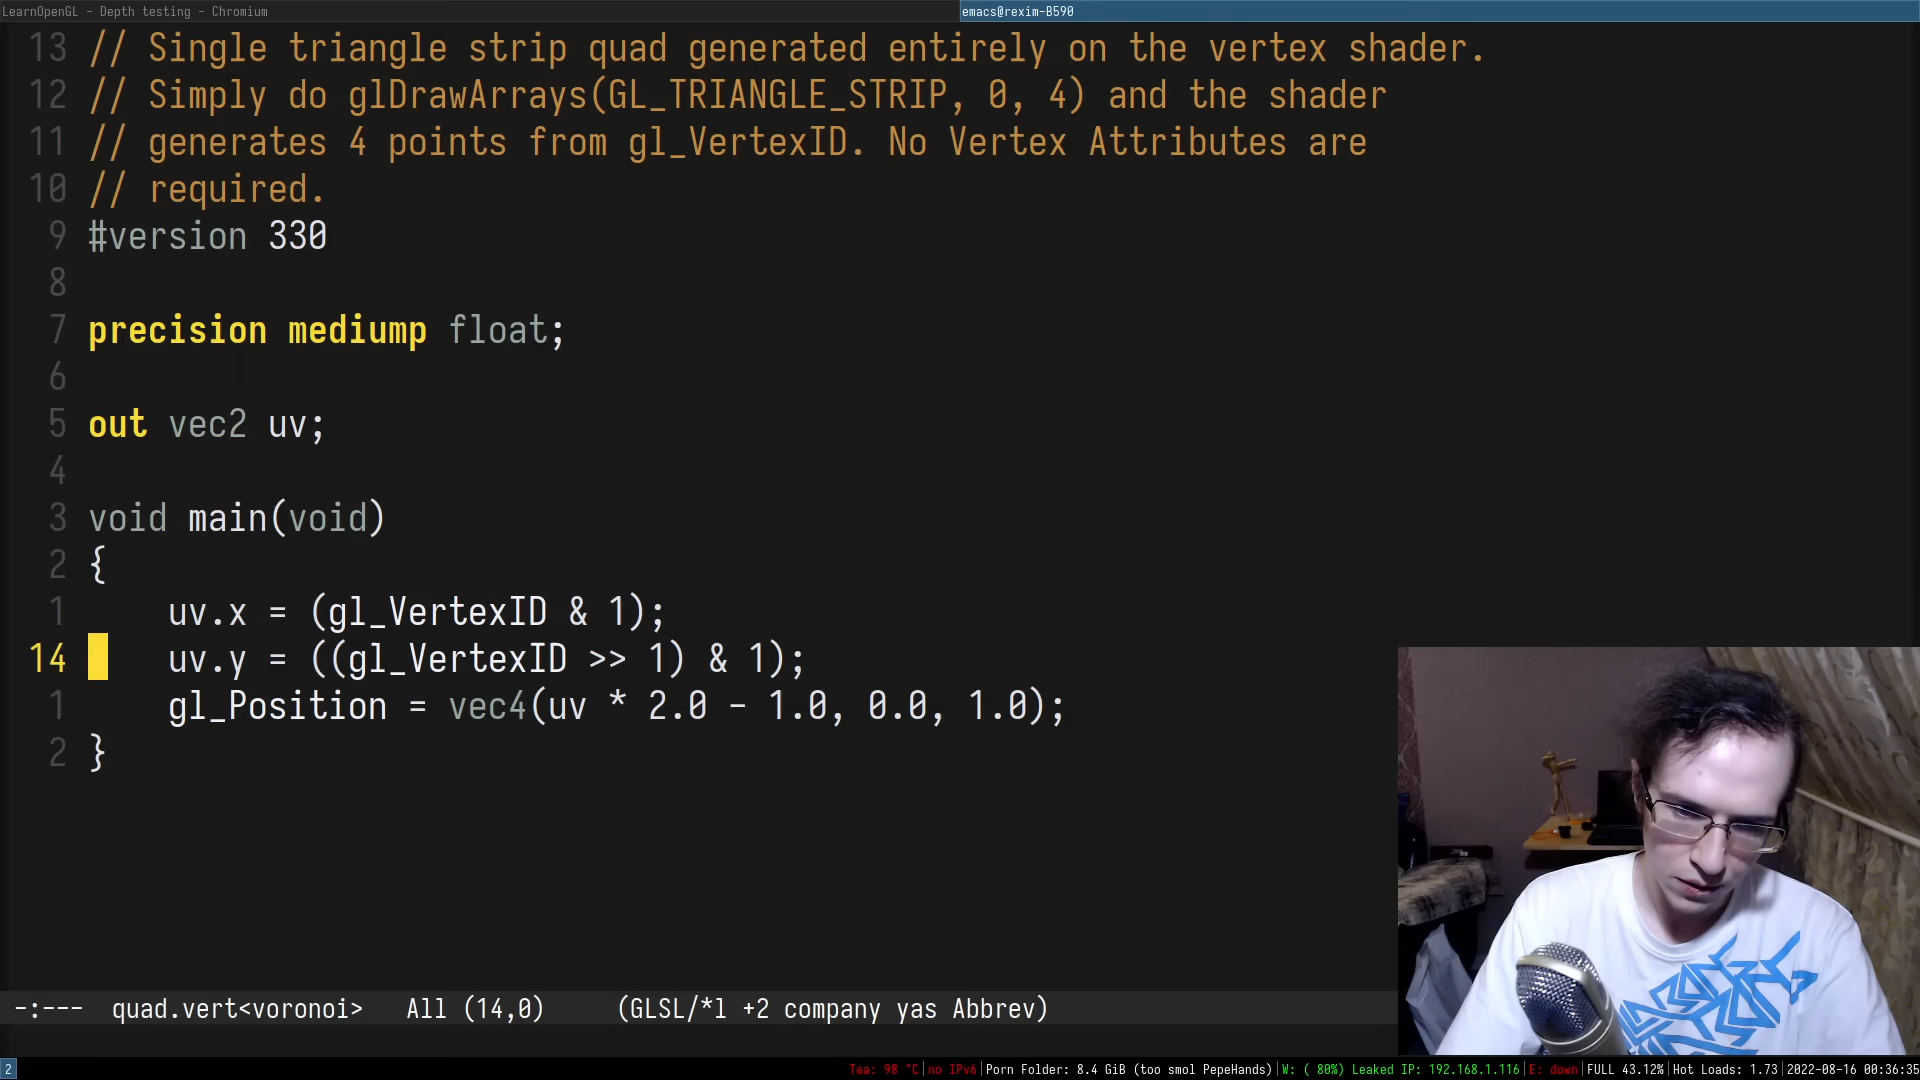 LearnOpenGL - Depth testing - Chromium
emacs@rexim-B590
13 // Single triangle strip quad generated entirely on the vertex shader.
12 // Simply do glDrawArrays(GL_TRIANGLE_STRIP, 0, 4) and the shader
11 // generates 4 points from gl_VertexID. No Vertex Attributes are
10 // required.
9 #version 330
8
7 precision mediump float;
6
5 out vec2 uv;
4
3 void main(void)
2 {
1 uv.x = (gl_VertexID & 1);
14 uv.y = ((gl_VertexID >> 1) & 1);
1 gl_Position = vec4(uv * 2.0 - 1.0, 0.0, 1.0);
2 }
-:--- quad.vert<voronoi> All (14,0) (GLSL/*l +2 company yas Abbrev)
2 Tea: 98 °C|no IPv6|Porn Folder: 8.4 GiB (too smol PepeHands)|W: ( 80%) Leaked IP: 192.168.1.116|E: down|FULL 43.12%|Hot Loads: 1.73|2022-08-16 00:36:35